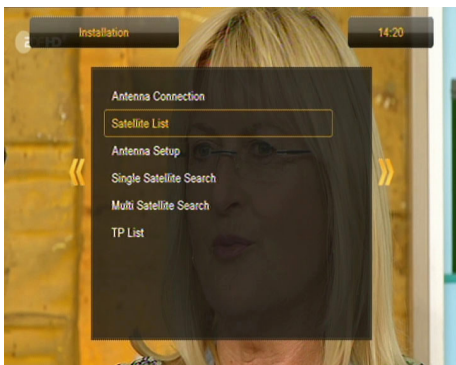 Installation
14:20
Antenna Connection
Satellite List
Antenna Setup
Single Satellite Search
Multi Satellite Search
TP List